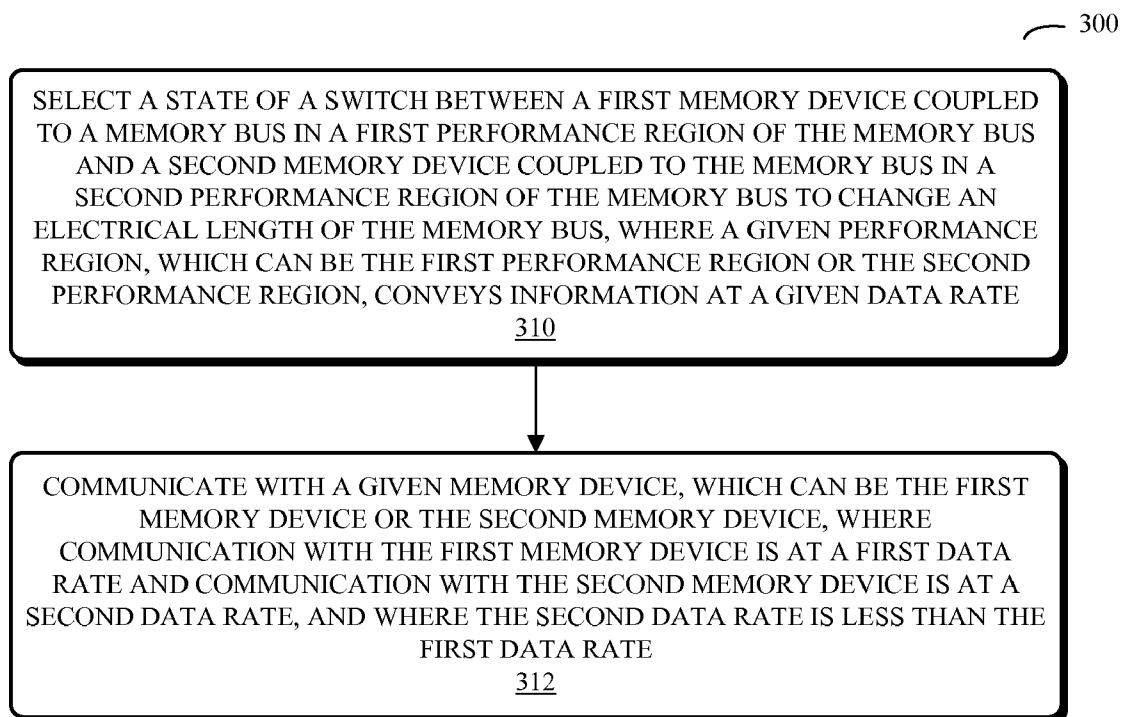 300
SELECT A STATE OF A SWITCH BETWEEN A FIRST MEMORY DEVICE COUPLED
TO A MEMORY BUS IN A FIRST PERFORMANCE REGION OF THE MEMORY BUS
AND A SECOND MEMORY DEVICE COUPLED TO THE MEMORY BUS IN A
SECOND PERFORMANCE REGION OF THE MEMORY BUS TO CHANGE AN
ELECTRICAL LENGTH OF THE MEMORY BUS, WHERE A GIVEN PERFORMANCE
REGION, WHICH CAN BE THE FIRST PERFORMANCE REGION OR THE SECOND
PERFORMANCE REGION, CONVEYS INFORMATION AT A GIVEN DATA RATE
310
COMMUNICATE WITH A GIVEN MEMORY DEVICE, WHICH CAN BE THE FIRST
MEMORY DEVICE OR THE SECOND MEMORY DEVICE, WHERE
COMMUNICATION WITH THE FIRST MEMORY DEVICE IS AT A FIRST DATA
RATE AND COMMUNICATION WITH THE SECOND MEMORY DEVICE IS AT A
SECOND DATA RATE, AND WHERE THE SECOND DATA RATE IS LESS THAN THE
FIRST DATA RATE
312